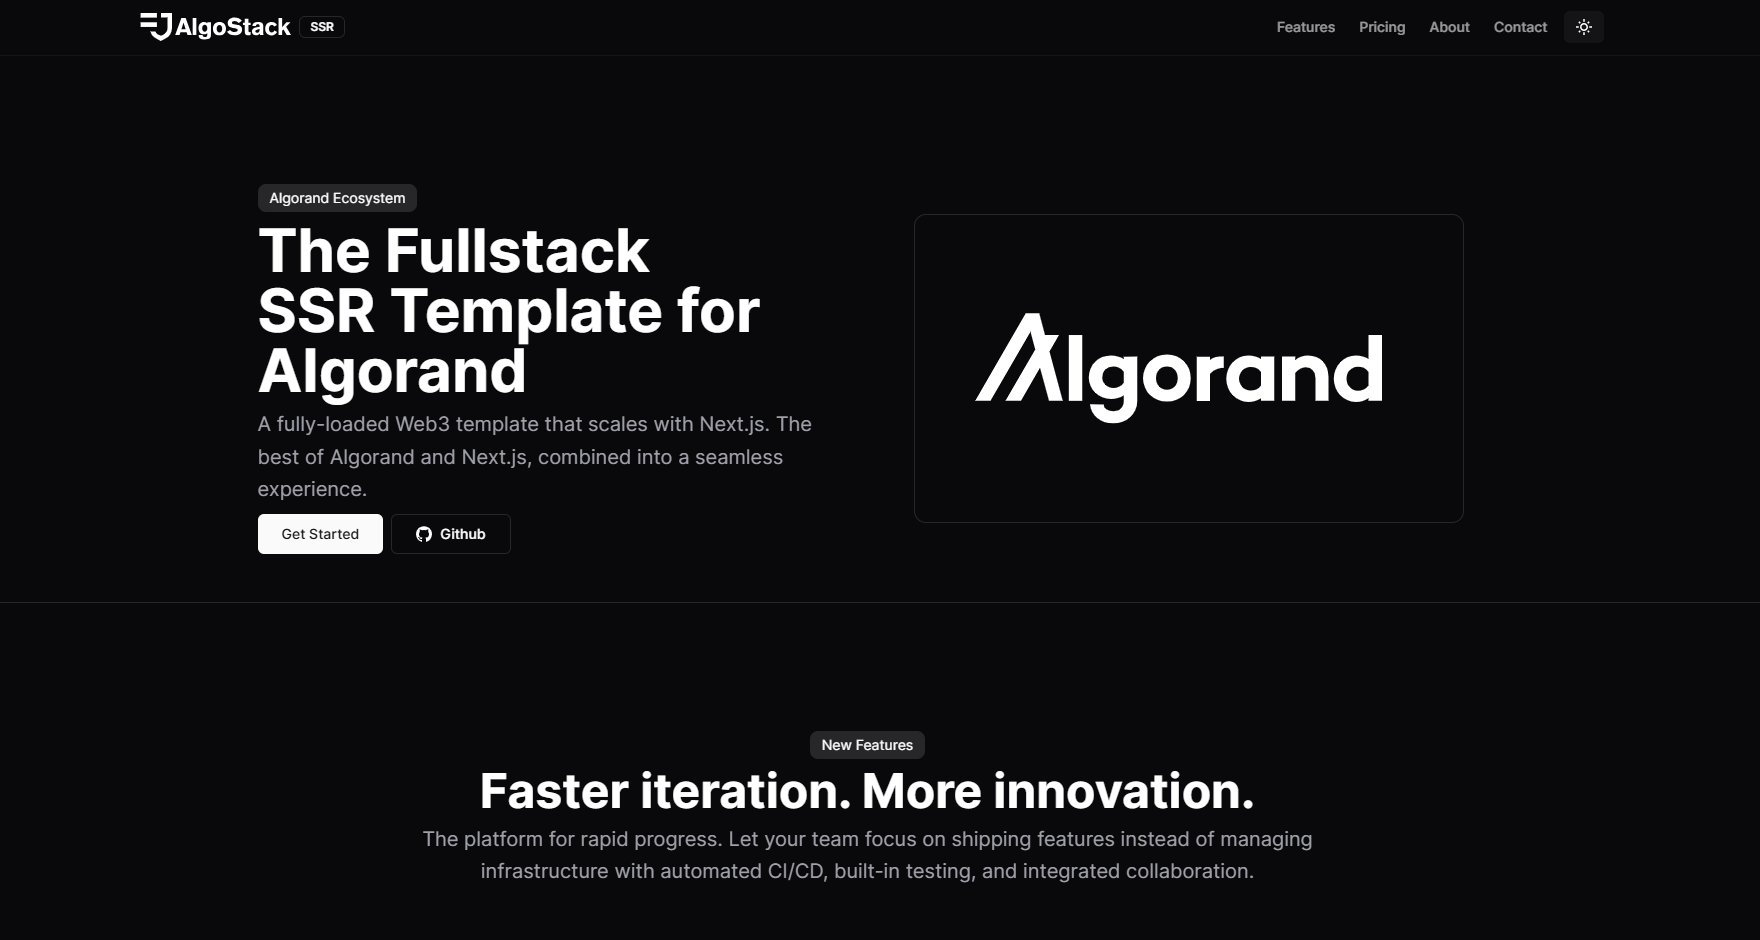 AlgoStack SSR Features Pricing About Contact
Algorand Ecosystem
The Fullstack
SSR Template for
Algorand
A fully-loaded Web3 template that scales with Next.js. The
best of Algorand and Next.js, combined into a seamless
experience.
Get Started Github
Algorand
New Features
Faster iteration. More innovation.
The platform for rapid progress. Let your team focus on shipping features instead of managing
infrastructure with automated CI/CD, built-in testing, and integrated collaboration.